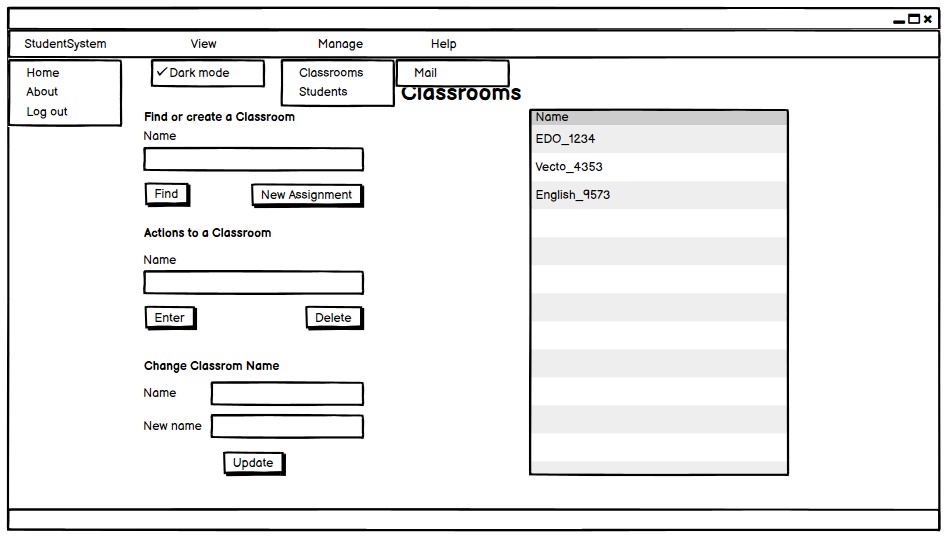 StudentSystem View Manage Help
Home
About
Log out
✓ Dark mode
Classrooms
Students
Mail
Classrooms
Find or create a Classroom
Name
Find New Assignment
Actions to a Classroom
Name
Enter Delete
Change Classrom Name
Name
New name
Update
Name
EDO_1234
Vecto_4353
English_9573